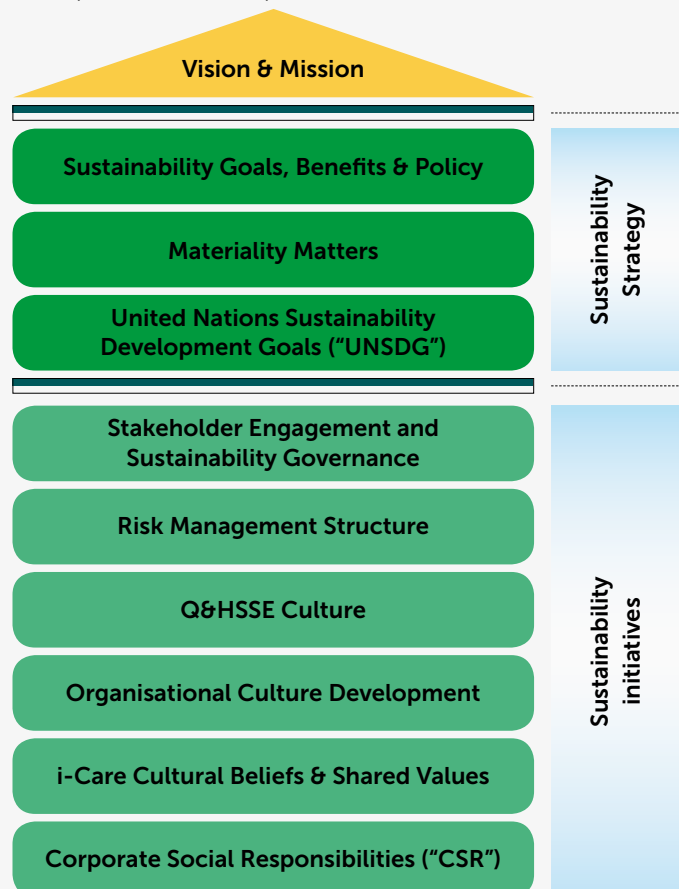 Vision & Mission
Sustainability Goals, Benefits & Policy
Materiality Matters
United Nations Sustainability
Development Goals (“UNSDG”)
Sustainability
Strategy
Stakeholder Engagement and
Sustainability Governance
Risk Management Structure
Q&HSSE Culture
Organisational Culture Development
i-Care Cultural Beliefs & Shared Values
Corporate Social Responsibilities (“CSR”)
Sustainability
initiatives